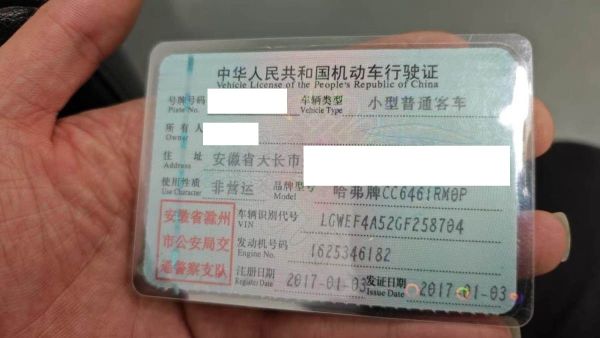 中华人民共和国机动车行驶证
Vehicle License of the People's Republic of China
号牌号码 车辆类型 小型普通客车
Plate No. Vehicle Type
所有人
Owner
住 址 安徽省天长市
Address
使用性质 非营运 品牌型号 哈弗牌CC6461RM0P
Use Character Model
安徽省滁州
市公安局交
通警察支队
车辆识别代号 LGWEF4A52GF258704
VIN
发动机号码 1625346182
Engine No.
注册日期 2017-01-03 发证日期 2017-01-03
Register Date Issue Date